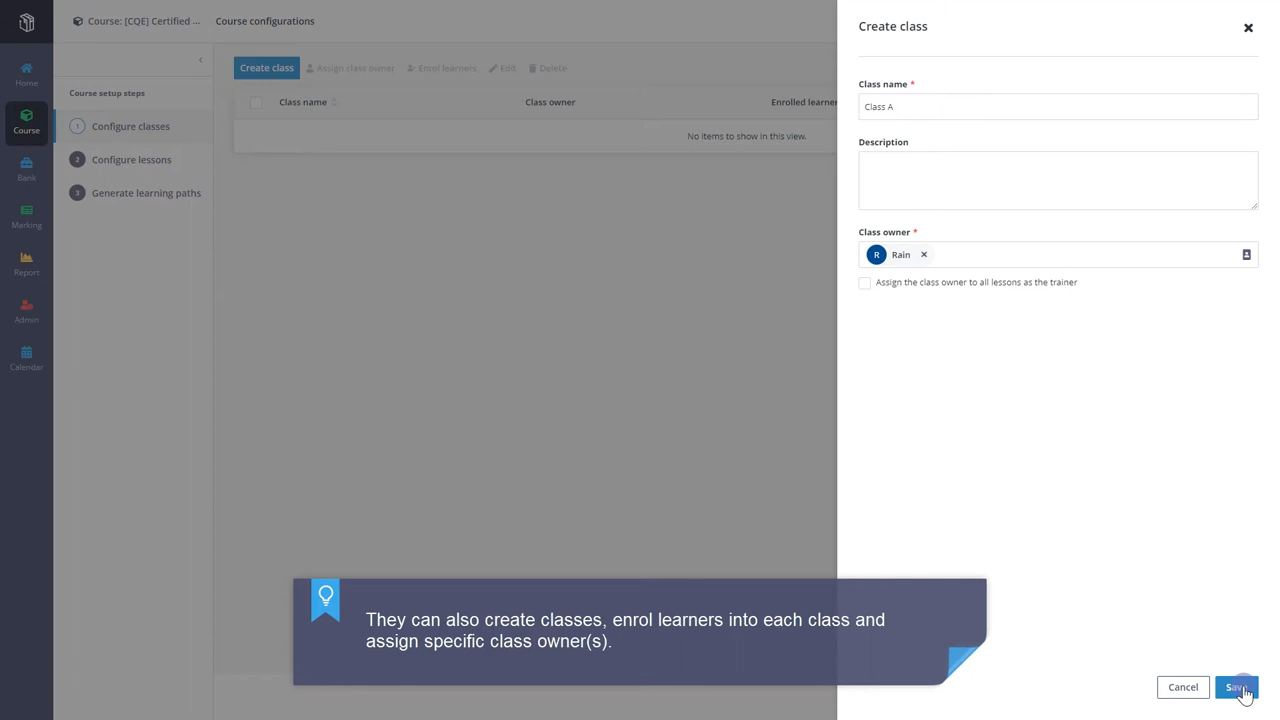 Course: [CQE] Certified ...
Course configurations
Home
Course
Bank
Marking
Report
Admin
Calendar
Course setup steps
1 Configure classes
2 Configure lessons
3 Generate learning paths
Create class
Assign class owner
Enrol learners
Edit
Delete
Class name
Class owner
Enrolled learner
No items to show in this view.
Create class
Class name *
Class A
Description
Class owner *
R Rain
Assign the class owner to all lessons as the trainer
They can also create classes, enrol learners into each class and
assign specific class owner(s).
Cancel
Save